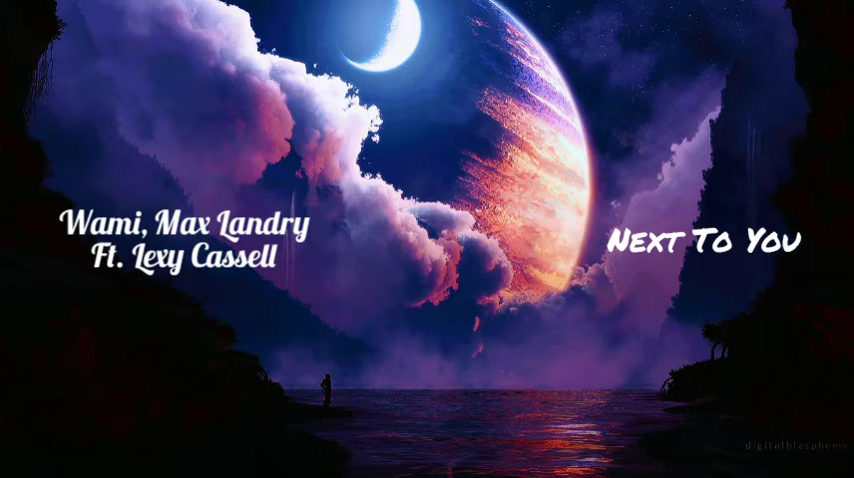 Wami, Max Landry
Ft. Lexy Cassell
Next To You
digitalblasphemy